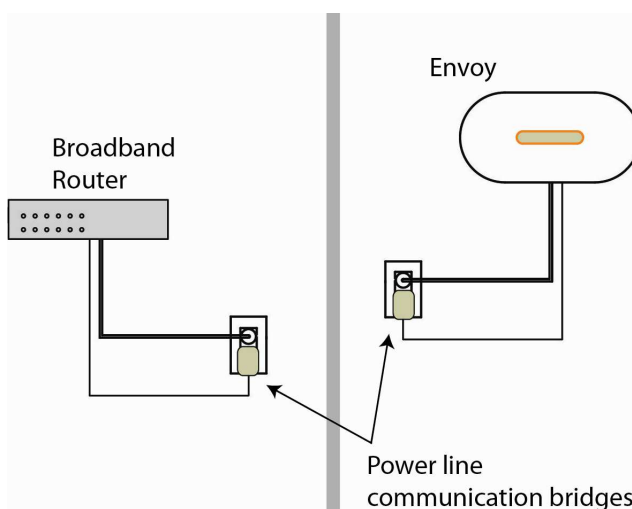 Envoy
Broadband
Router
Power line
communication bridges